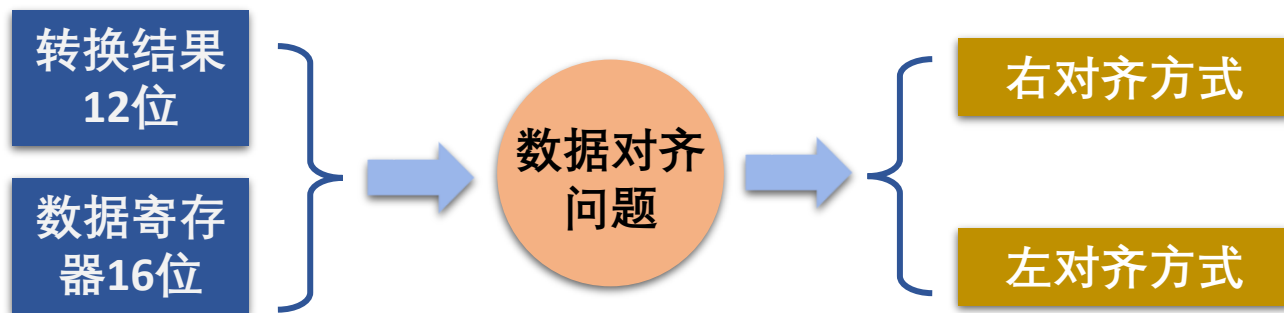 转换结果
12位
数据寄存
器16位
数据对齐
问题
右对齐方式
左对齐方式